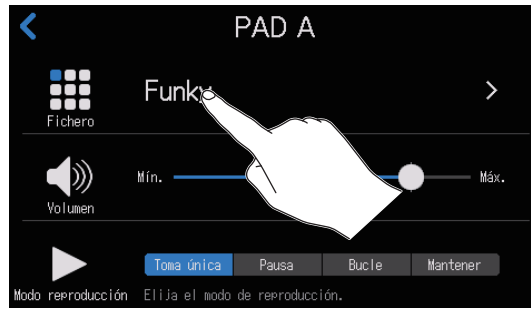 PAD A
Funky
Fichero
Mín.
Máx.
Volumen
Toma única Pausa Bucle Mantener
Modo reproducción Elija el modo de reproducción.